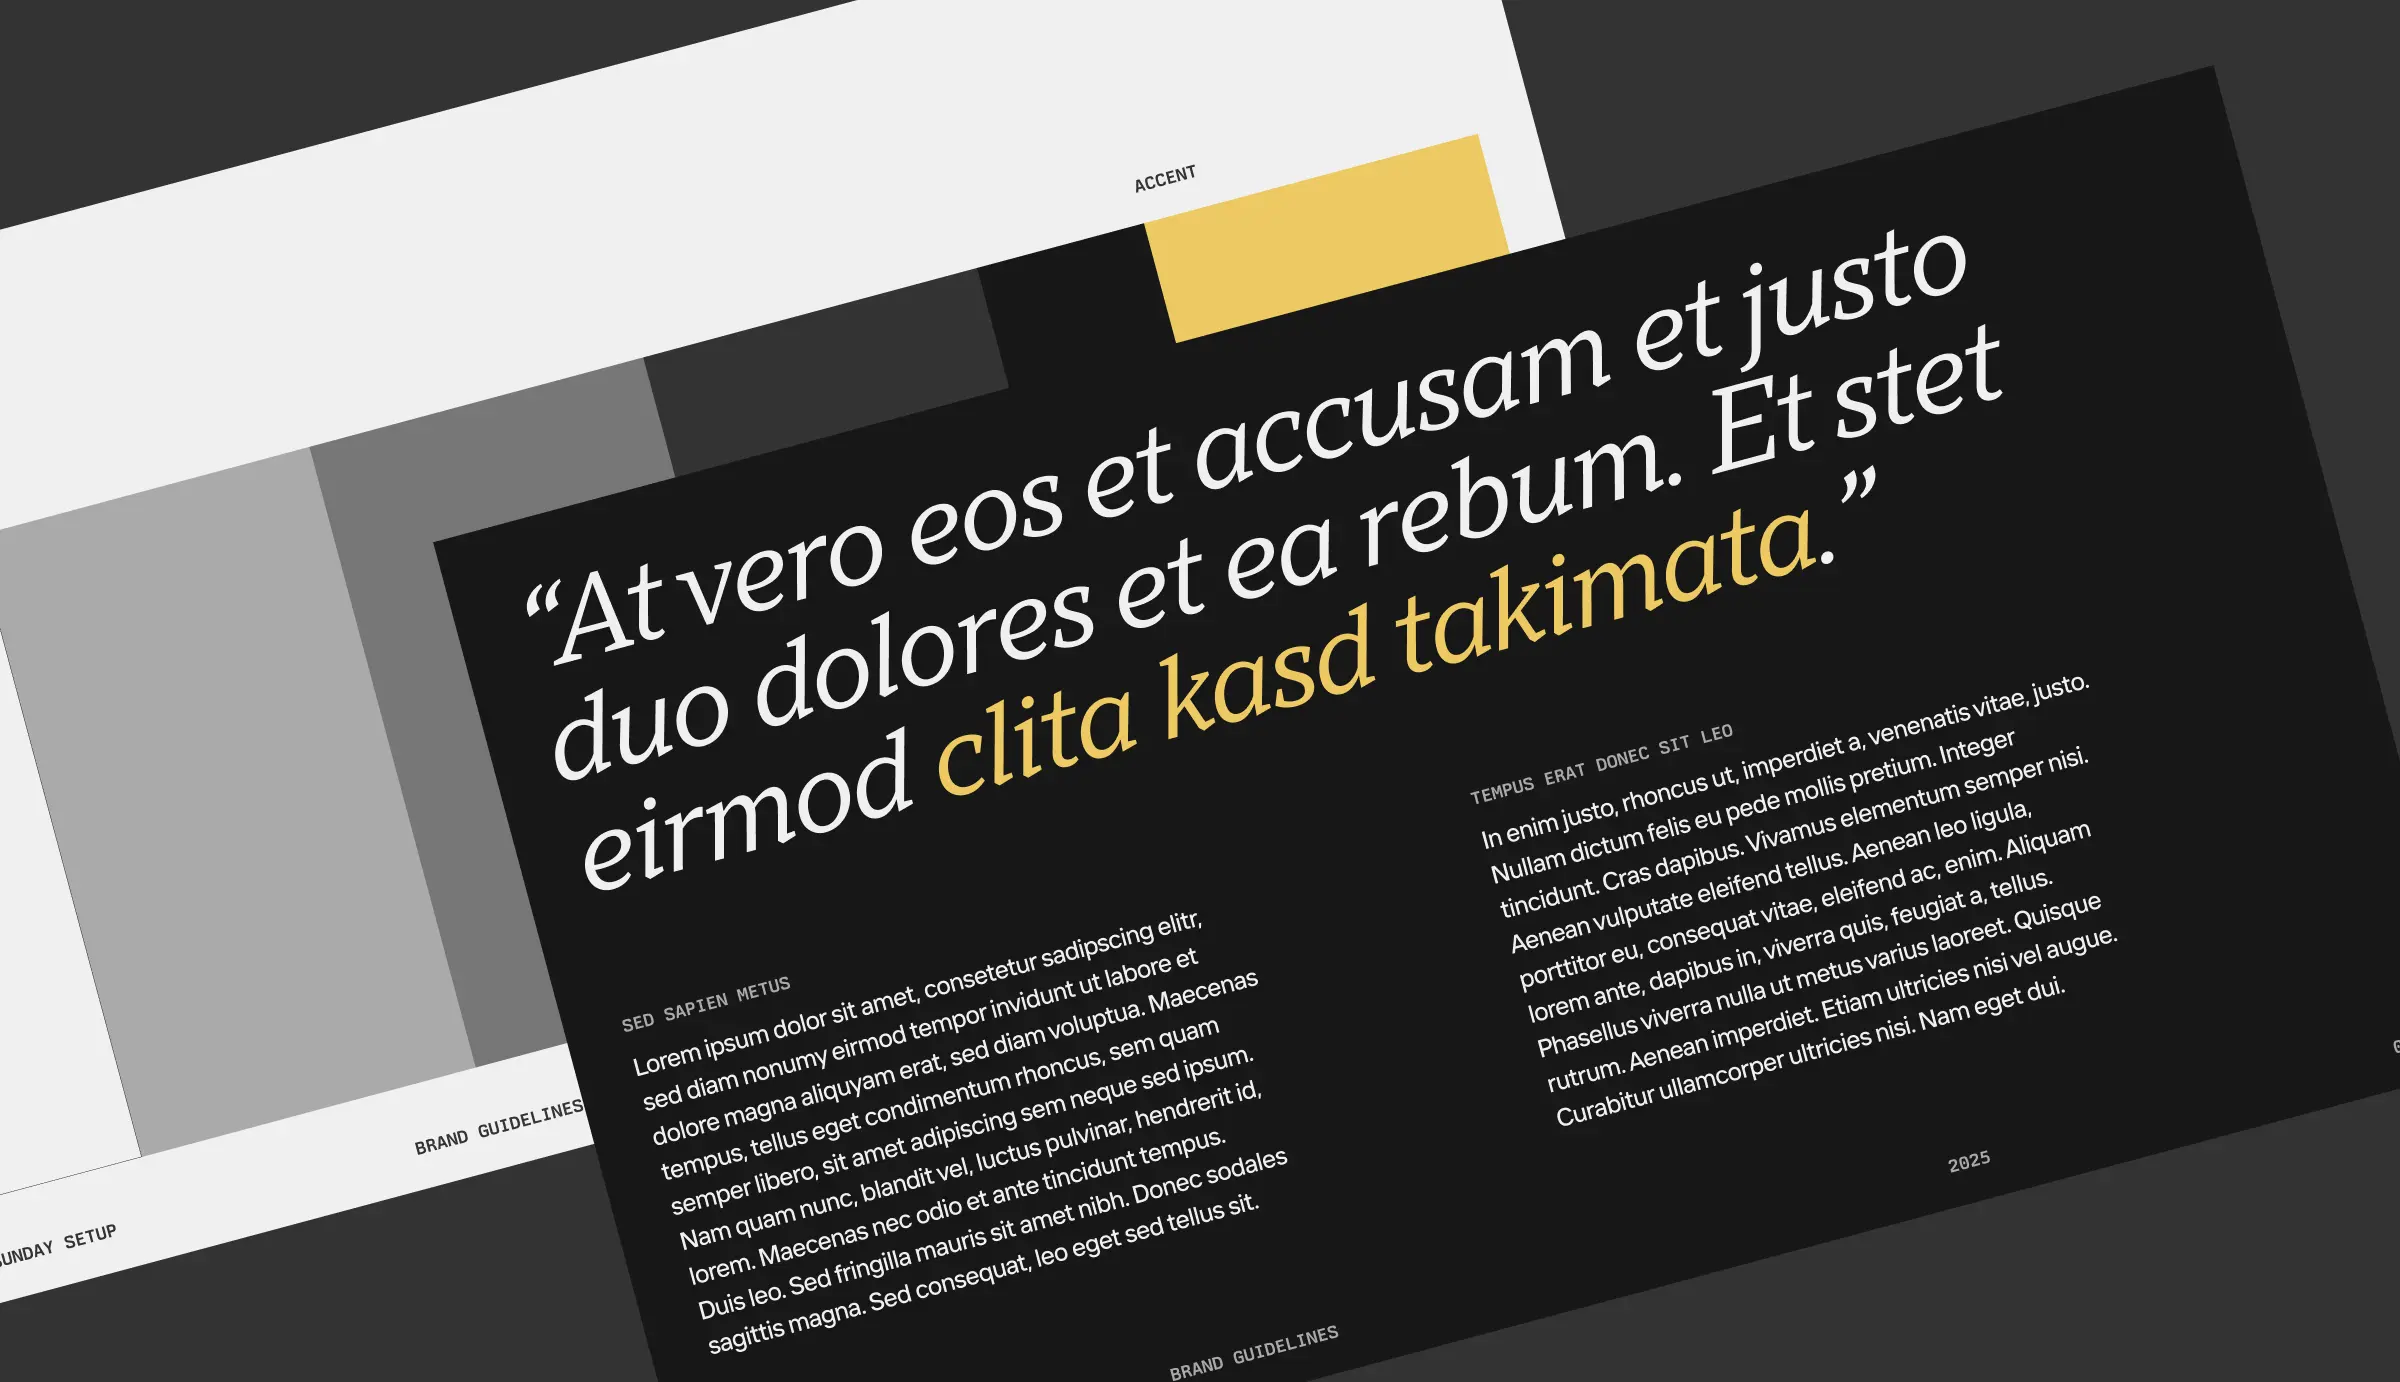 ACCENT
BRAND GUIDELINES
SETUP
“At vero eos et accusam et justo
duo dolores et ea rebum. Et stet
eirmod clita kasd takimata.”
SED SAPIEN METUS
Lorem ipsum dolor sit amet, consetetur sadipscing elitr,
sed diam nonumy eirmod tempor invidunt ut labore et
dolore magna aliquyam erat, sed diam voluptua. Maecenas
tempus, tellus eget condimentum rhoncus, sem quam
semper libero, sit amet adipiscing sem neque sed ipsum.
Nam quam nunc, blandit vel, luctus pulvinar, hendrerit id,
lorem. Maecenas nec odio et ante tincidunt tempus.
Duis leo. Sed fringilla mauris sit amet nibh. Donec sodales
sagittis magna. Sed consequat, leo eget sed tellus sit.
TEMPUS ERAT DONEC SIT LEO
In enim justo, rhoncus ut, imperdiet a, venenatis vitae, justo.
Nullam dictum felis eu pede mollis pretium. Integer
tincidunt. Cras dapibus. Vivamus elementum semper nisi.
Aenean vulputate eleifend tellus. Aenean leo ligula,
porttitor eu, consequat vitae, eleifend ac, enim. Aliquam
lorem ante, dapibus in, viverra quis, feugiat a, tellus.
Phasellus viverra nulla ut metus varius laoreet. Quisque
rutrum. Aenean imperdiet. Etiam ultricies nisi vel augue.
Curabitur ullamcorper ultricies nisi. Nam eget dui.
BRAND GUIDELINES
2025